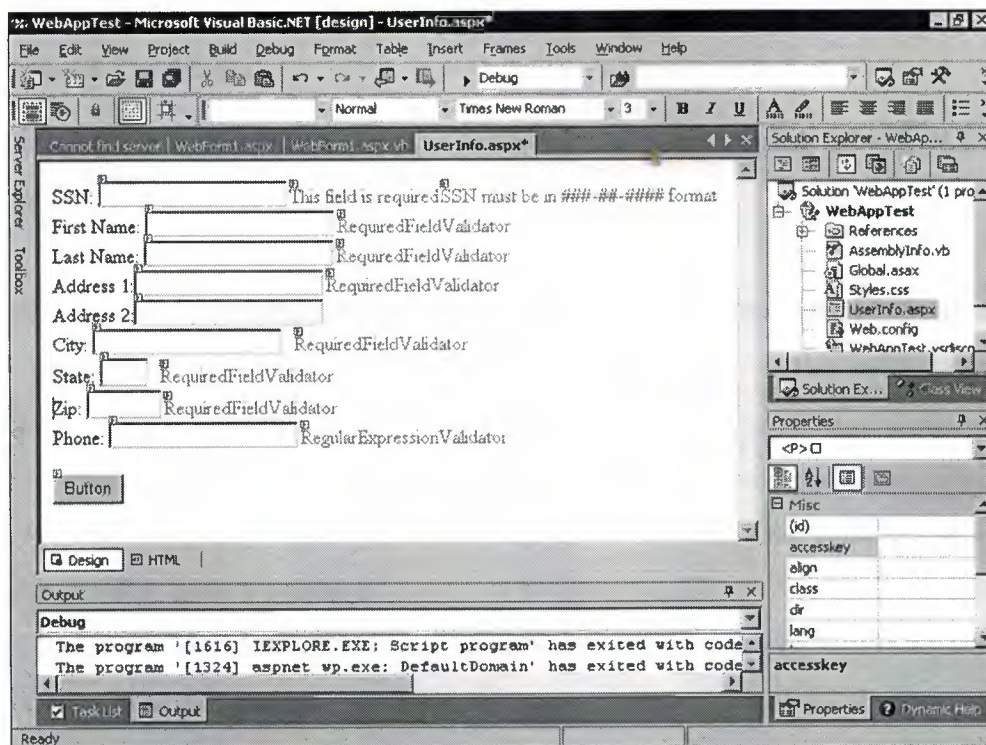 WebAppTest - Microsoft Visual Basic.NET [design] - UserInfo.aspx*
File Edit View Project Build Debug Format Table Insert Frames Tools Window Help
Debug
Normal Times New Roman 3 B I U A
Cannot find server WebForm1.aspx WebForm1.aspx.vb UserInfo.aspx*
Server Explorer
Toolbox
SSN: This field is requiredSSN must be in ###-##-#### format
First Name: RequiredFieldValidator
Last Name: RequiredFieldValidator
Address 1: RequiredFieldValidator
Address 2:
City: RequiredFieldValidator
State: RequiredFieldValidator
Zip: RequiredFieldValidator
Phone: RegularExpressionValidator
Button
Design HTML
Output
Debug
The program '[1616] IEXPLORE.EXE: Script program' has exited with code
The program '[1324] aspnet_wp.exe: DefaultDomain' has exited with code
Task List Output
Ready
Solution Explorer - WebAp...
Solution 'WebAppTest' (1 pro
WebAppTest
References
AssemblyInfo.vb
Global.asax
Styles.css
UserInfo.aspx
Web.config
WebAppTest.vsdisco
Solution Ex... Class View
Properties
<P>
Misc
(id)
accesskey
align
class
dir
lang
accesskey
Properties Dynamic Help